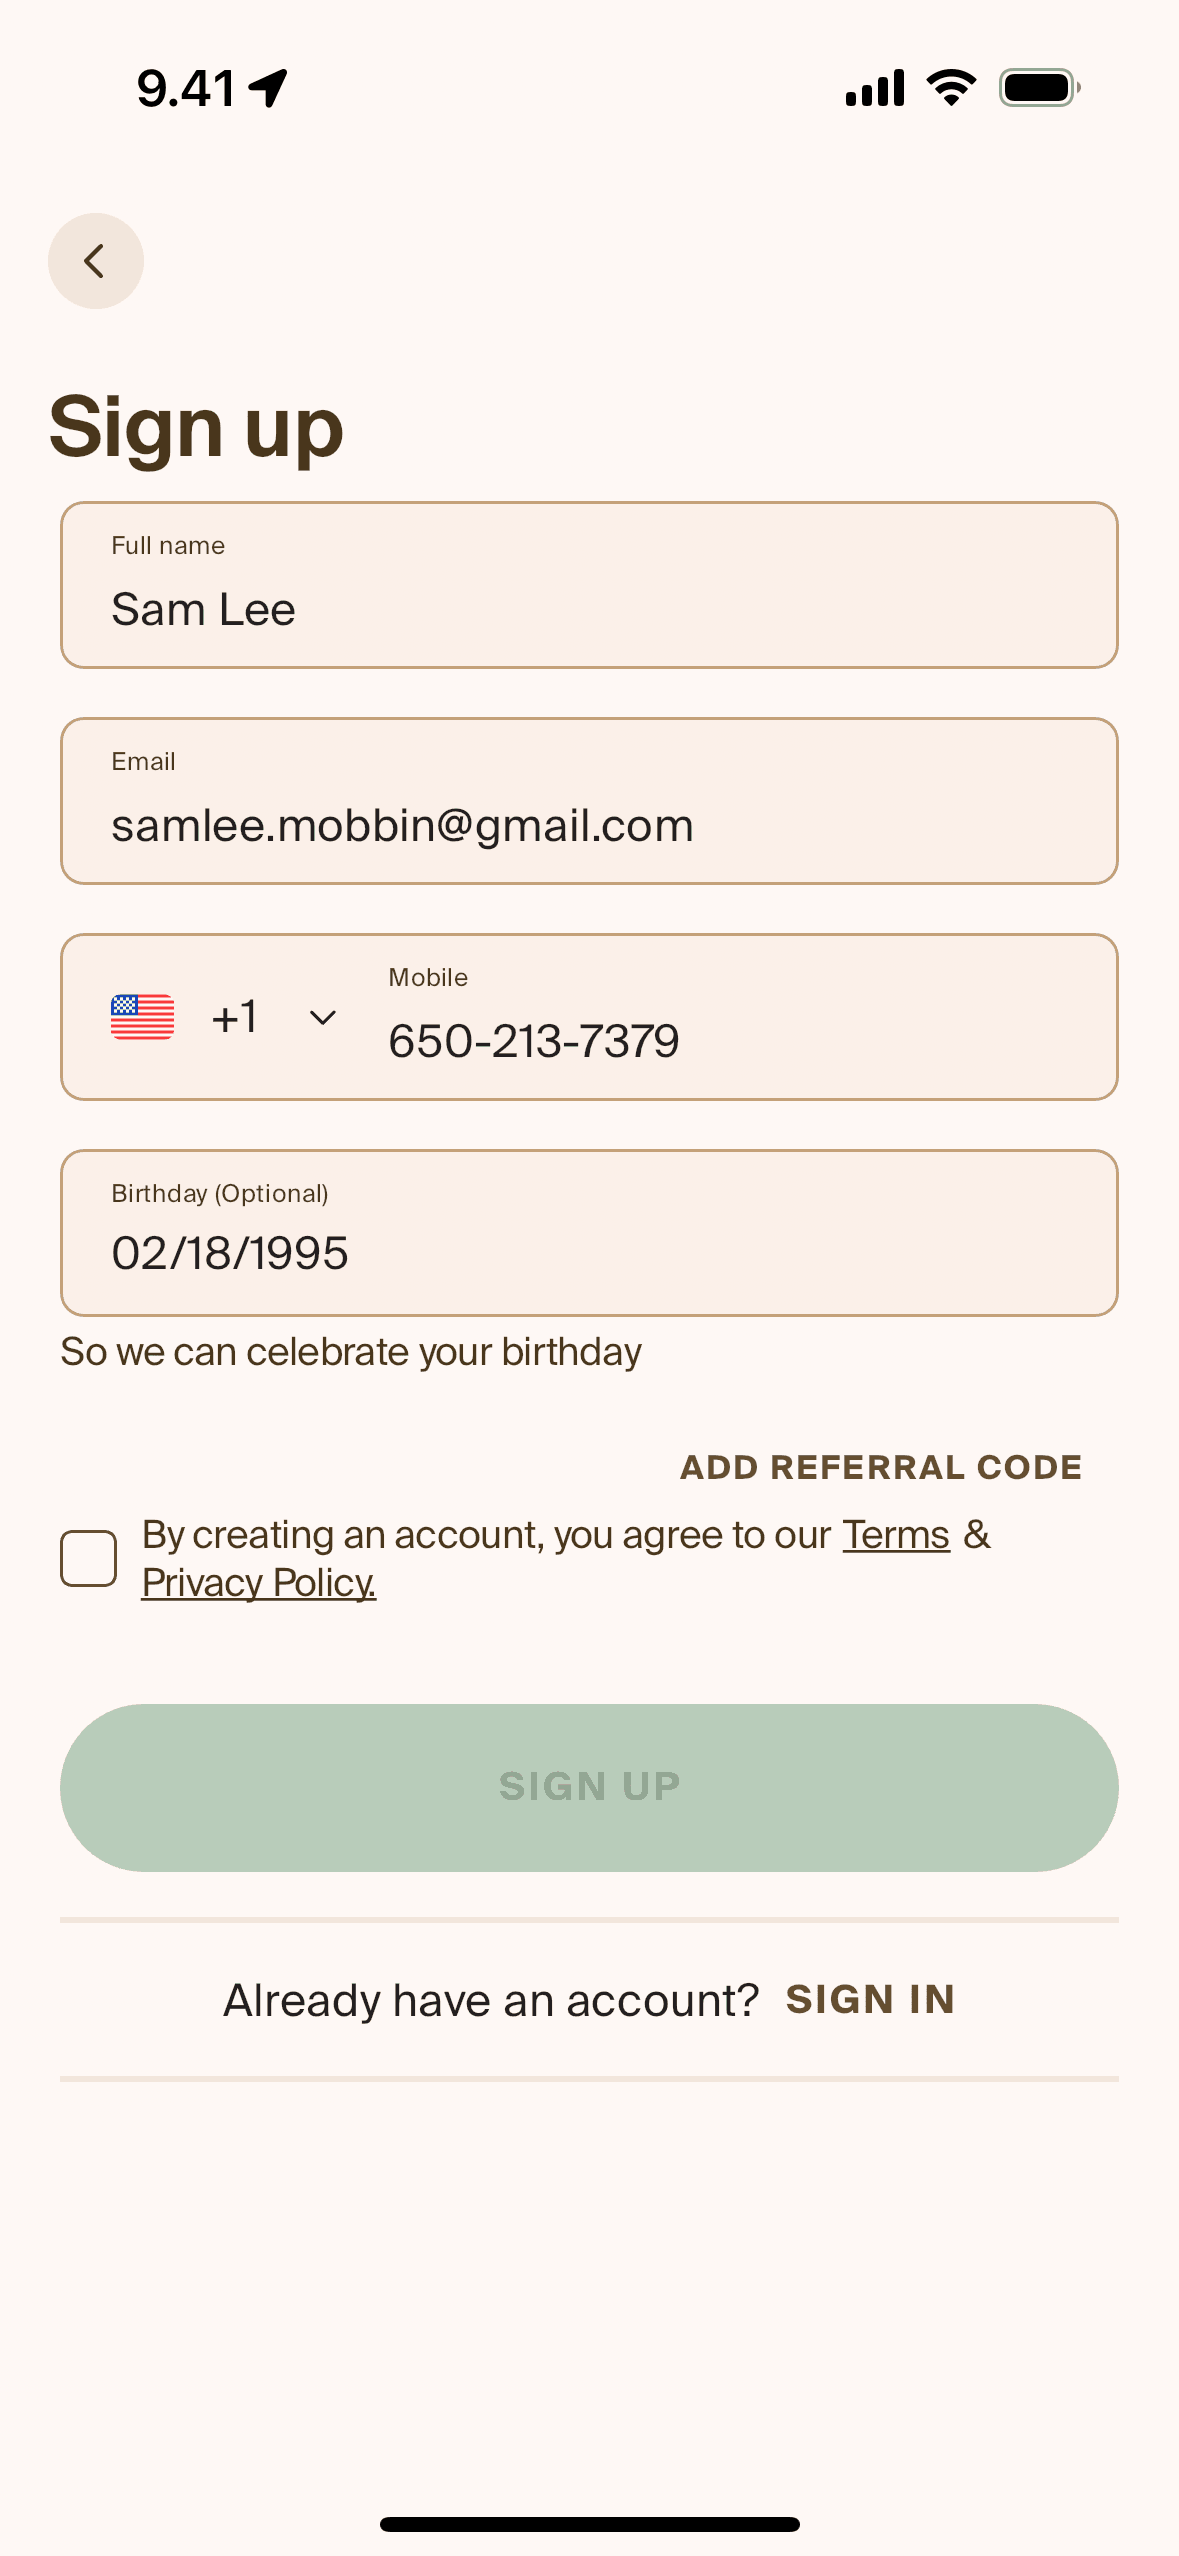 9.41
Sign up
Full name
Sam Lee
Email
samlee.mobbin@gmail.com
Mobile
+1
650-213-7379
Birthday (Optional)
02/18/1995
So we can celebrate your birthday
ADD REFERRAL CODE
By creating an account, you agree to our Terms &
Privacy Policy.
SIGN UP
Already have an account? SIGN IN